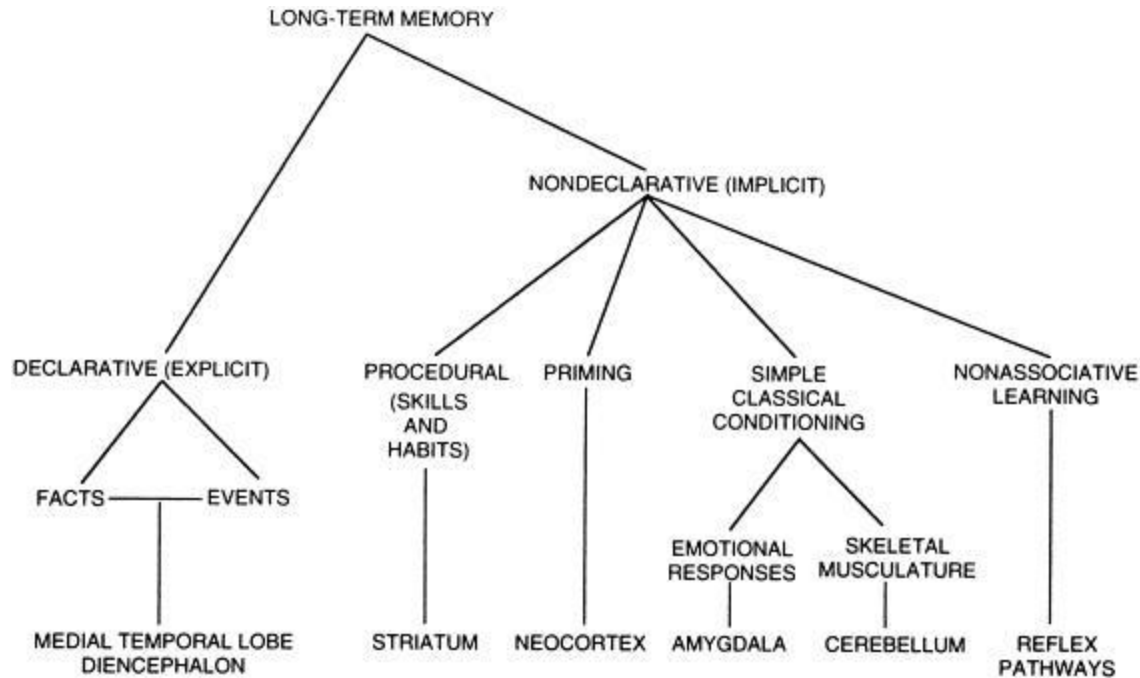 LONG-TERM MEMORY
NONDECLARATIVE (IMPLICIT)
DECLARATIVE (EXPLICIT)
PROCEDURAL
(SKILLS
AND
HABITS)
PRIMING
SIMPLE
CLASSICAL
CONDITIONING
NONASSOCIATIVE
LEARNING
FACTS
EVENTS
EMOTIONAL
RESPONSES
SKELETAL
MUSCULATURE
MEDIAL TEMPORAL LOBE
DIENCEPHALON
STRIATUM
NEOCORTEX
AMYGDALA
CEREBELLUM
REFLEX
PATHWAYS